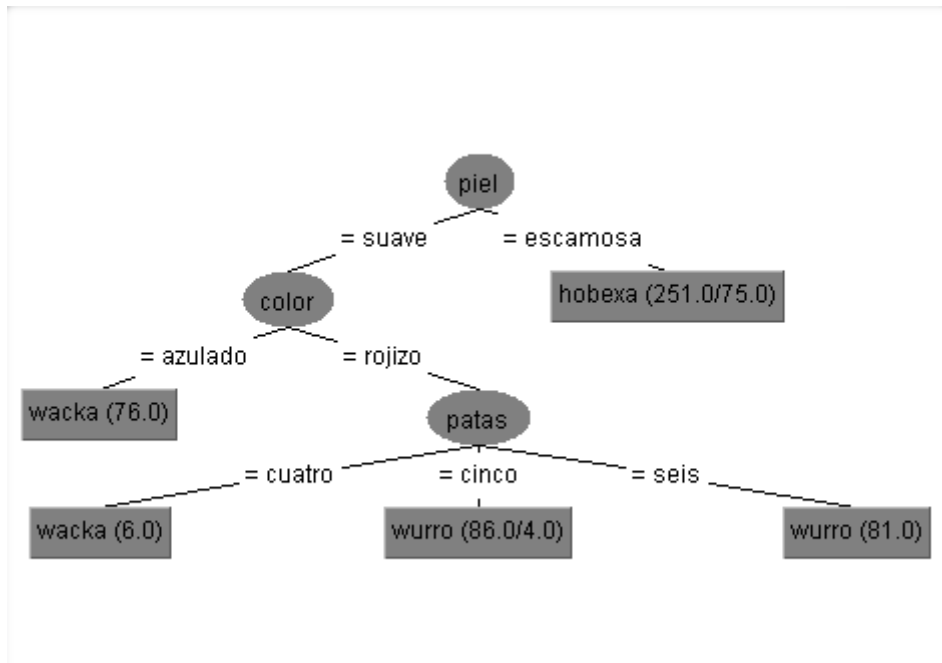 piel
= suave
= escamosa
color
hobexa (251.0/75.0)
= azulado
= rojizo
wacka (76.0)
patas
= cuatro
= cinco
= seis
wacka (6.0)
wurro (86.0/4.0)
wurro (81.0)